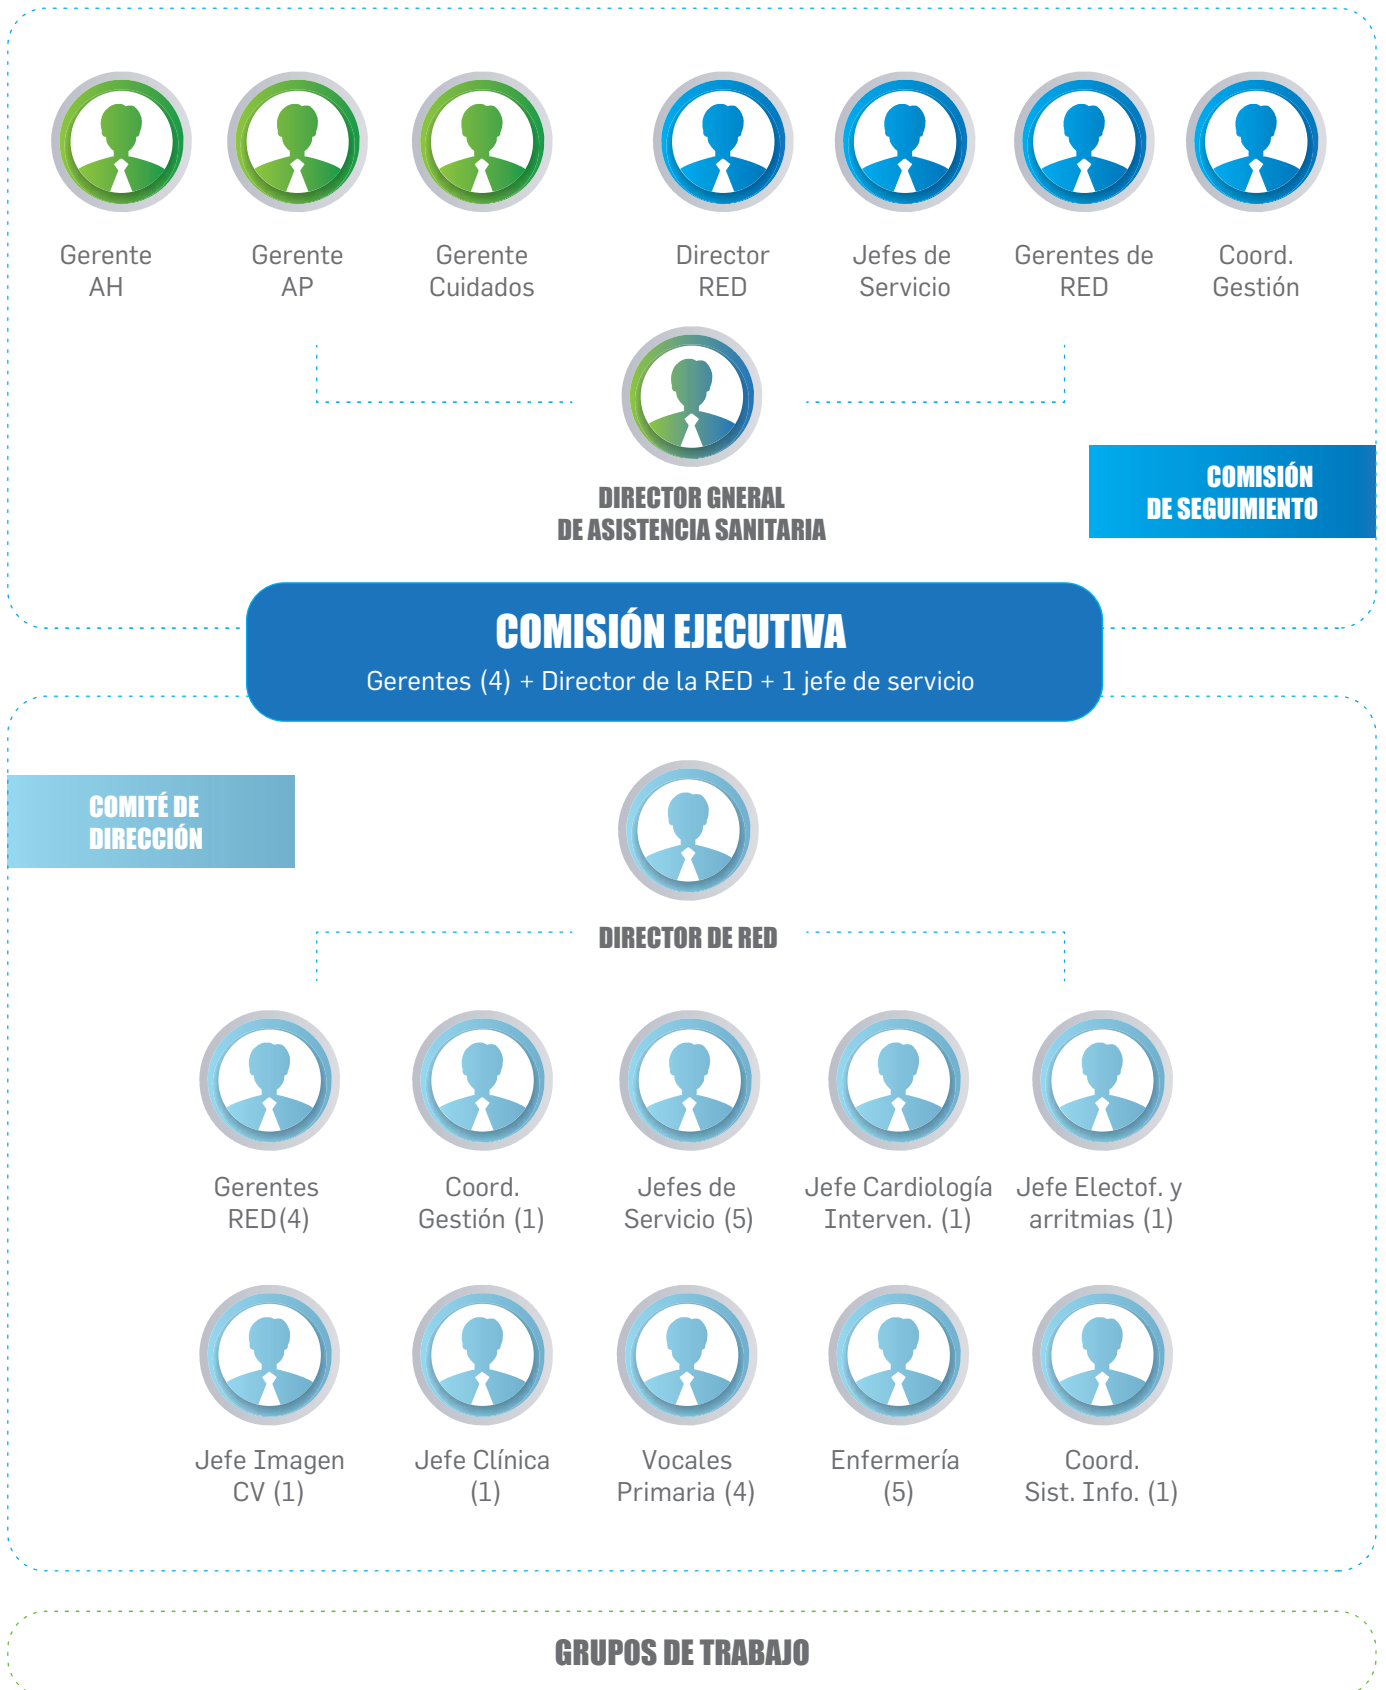 Gerente
AH
Gerente
AP
Gerente
Cuidados
Director
RED
Jefes de
Servicio
Gerentes de
RED
Coord.
Gestión
DIRECTOR GNERAL
DE ASISTENCIA SANITARIA
COMISIÓN
DE SEGUIMIENTO
COMISIÓN EJECUTIVA
Gerentes (4) + Director de la RED + 1 jefe de servicio
COMITÉ DE
DIRECCIÓN
DIRECTOR DE RED
Gerentes
RED(4)
Coord.
Gestión (1)
Jefes de
Servicio (5)
Jefe Cardiología
Interven. (1)
Jefe Electof. y
arritmias (1)
Jefe Imagen
CV (1)
Jefe Clínica
(1)
Vocales
Primaria (4)
Enfermería
(5)
Coord.
Sist. Info. (1)
GRUPOS DE TRABAJO